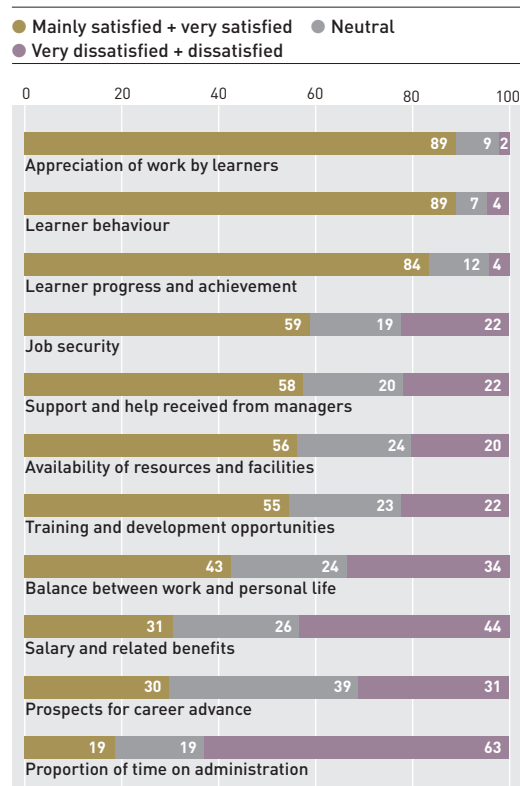 Mainly satisfied + very satisfied Neutral
Very dissatisfied + dissatisfied
0 20 40 60 80 100
89 9 2
Appreciation of work by learners
89 7 4
Learner behaviour
84 12 4
Learner progress and achievement
59 19 22
Job security
58 20 22
Support and help received from managers
56 24 20
Availability of resources and facilities
55 23 22
Training and development opportunities
43 24 34
Balance between work and personal life
31 26 44
Salary and related benefits
30 39 31
Prospects for career advance
19 19 63
Proportion of time on administration